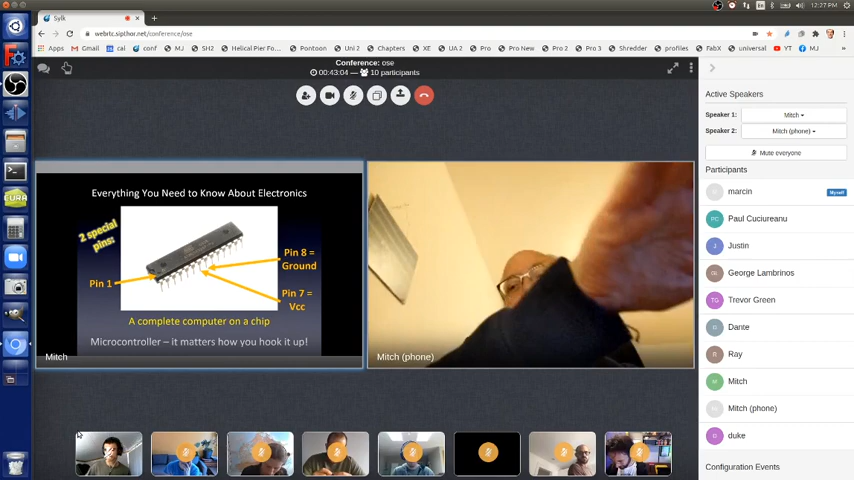 12:27 PM
Sylk
webrtc.sipthor.net/conference/ose
Apps Gmail cal conf MJ SH2 Helical Pier Fo... Pontoon Uni 2 Chapters XE UA 2 Pro Pro New Pro 2 Pro 3 Shredder profiles FabX universal YT MJ
Conference: ose
00:43:04 — 10 participants
Active Speakers
Speaker 1: Mitch
Speaker 2: Mitch (phone)
Mute everyone
Participants
marcin Myself
PC Paul Cuciureanu
J Justin
George Lambrinos
TG Trevor Green
D Dante
R Ray
M Mitch
Mitch (phone)
D duke
Configuration Events
Everything You Need to Know About Electronics
2 special
pins:
Pin 1
Pin 8 =
Ground
Pin 7 =
Vcc
A complete computer on a chip
Microcontroller – it matters how you hook it up!
Mitch
Mitch (phone)
CURA